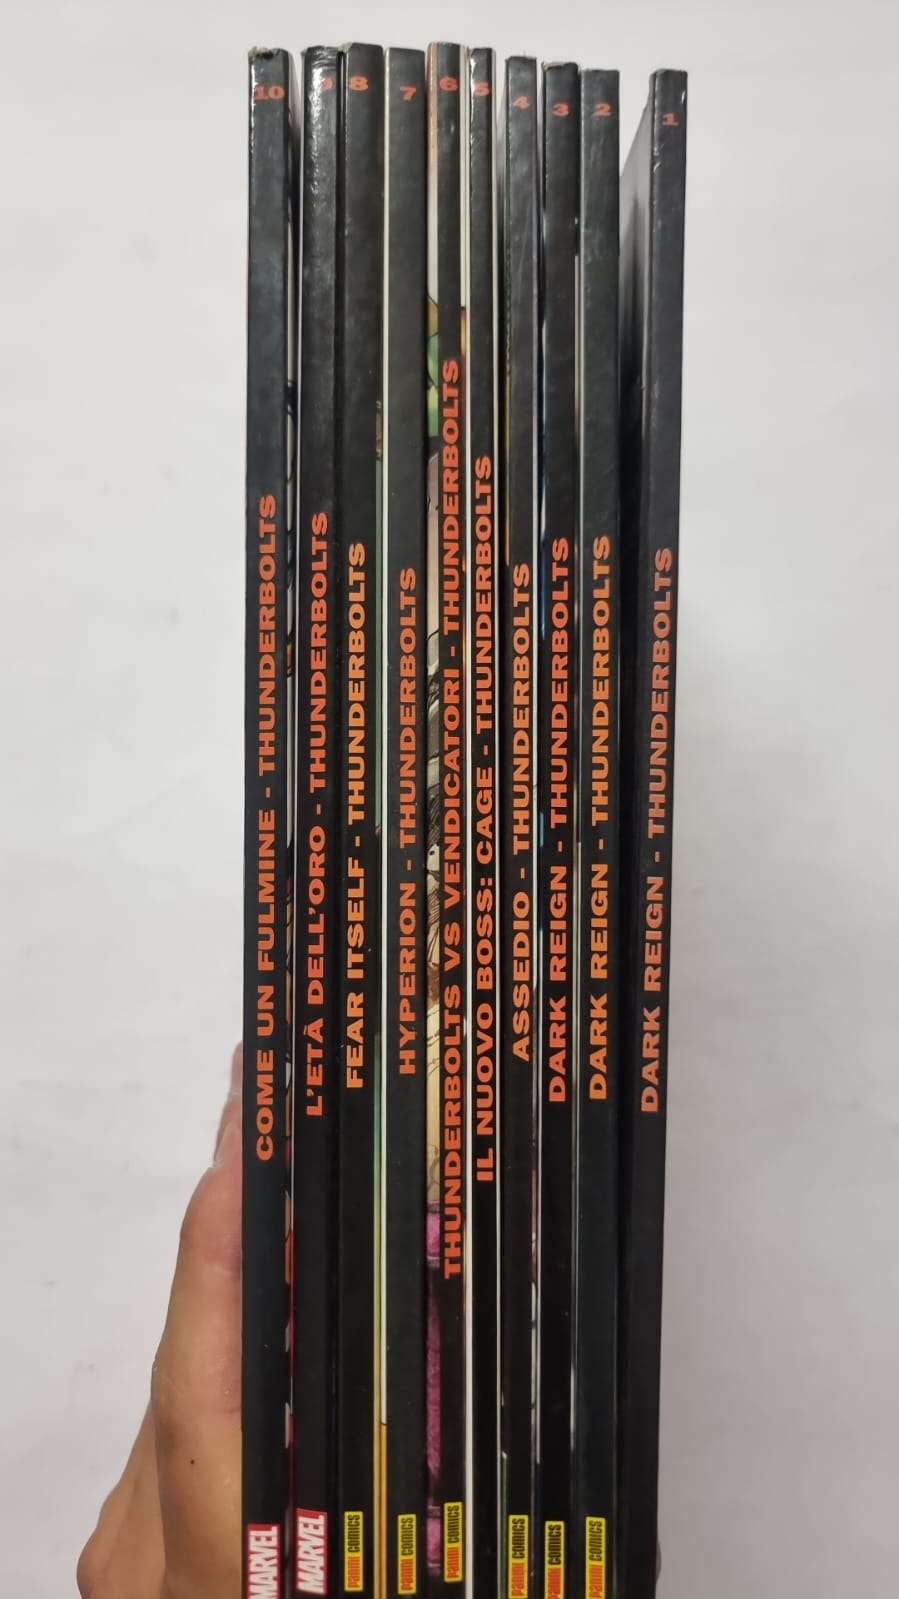 10
COME UN FULMINE - THUNDERBOLTS
MARVEL
9
L'ETÀ DELL'ORO - THUNDERBOLTS
MARVEL
8
FEAR ITSELF - THUNDERBOLTS
PANINI COMICS
7
HYPERION - THUNDERBOLTS
PANINI COMICS
6
THUNDERBOLTS VS VENDICATORI - THUNDERBOLTS
PANINI COMICS
5
IL NUOVO BOSS: CAGE - THUNDERBOLTS
4
ASSEDIO - THUNDERBOLTS
PANINI COMICS
3
DARK REIGN - THUNDERBOLTS
PANINI COMICS
2
DARK REIGN - THUNDERBOLTS
PANINI COMICS
1
DARK REIGN - THUNDERBOLTS